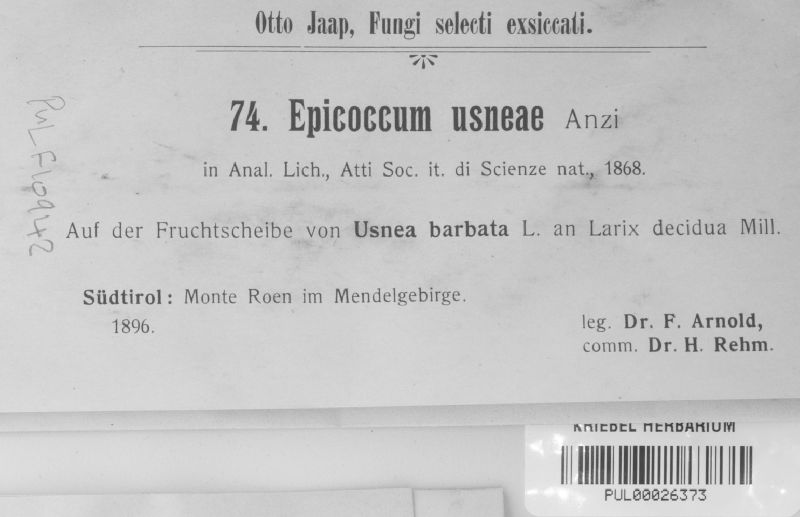 Otto Jaap, Fungi selecti exsiccati.
74. Epicoccum usneae Anzi
in Anal. Lich., Atti Soc. it. di Scienze nat., 1868.
Auf der Fruchtscheibe von Usnea barbata L. an Larix decidua Mill.
Südtirol: Monte Roen im Mendelgebirge.
1896.
leg. Dr. F. Arnold,
comm. Dr. H. Rehm.
PUL F10942
KRIEBEL HERBARIUM
PUL00026373